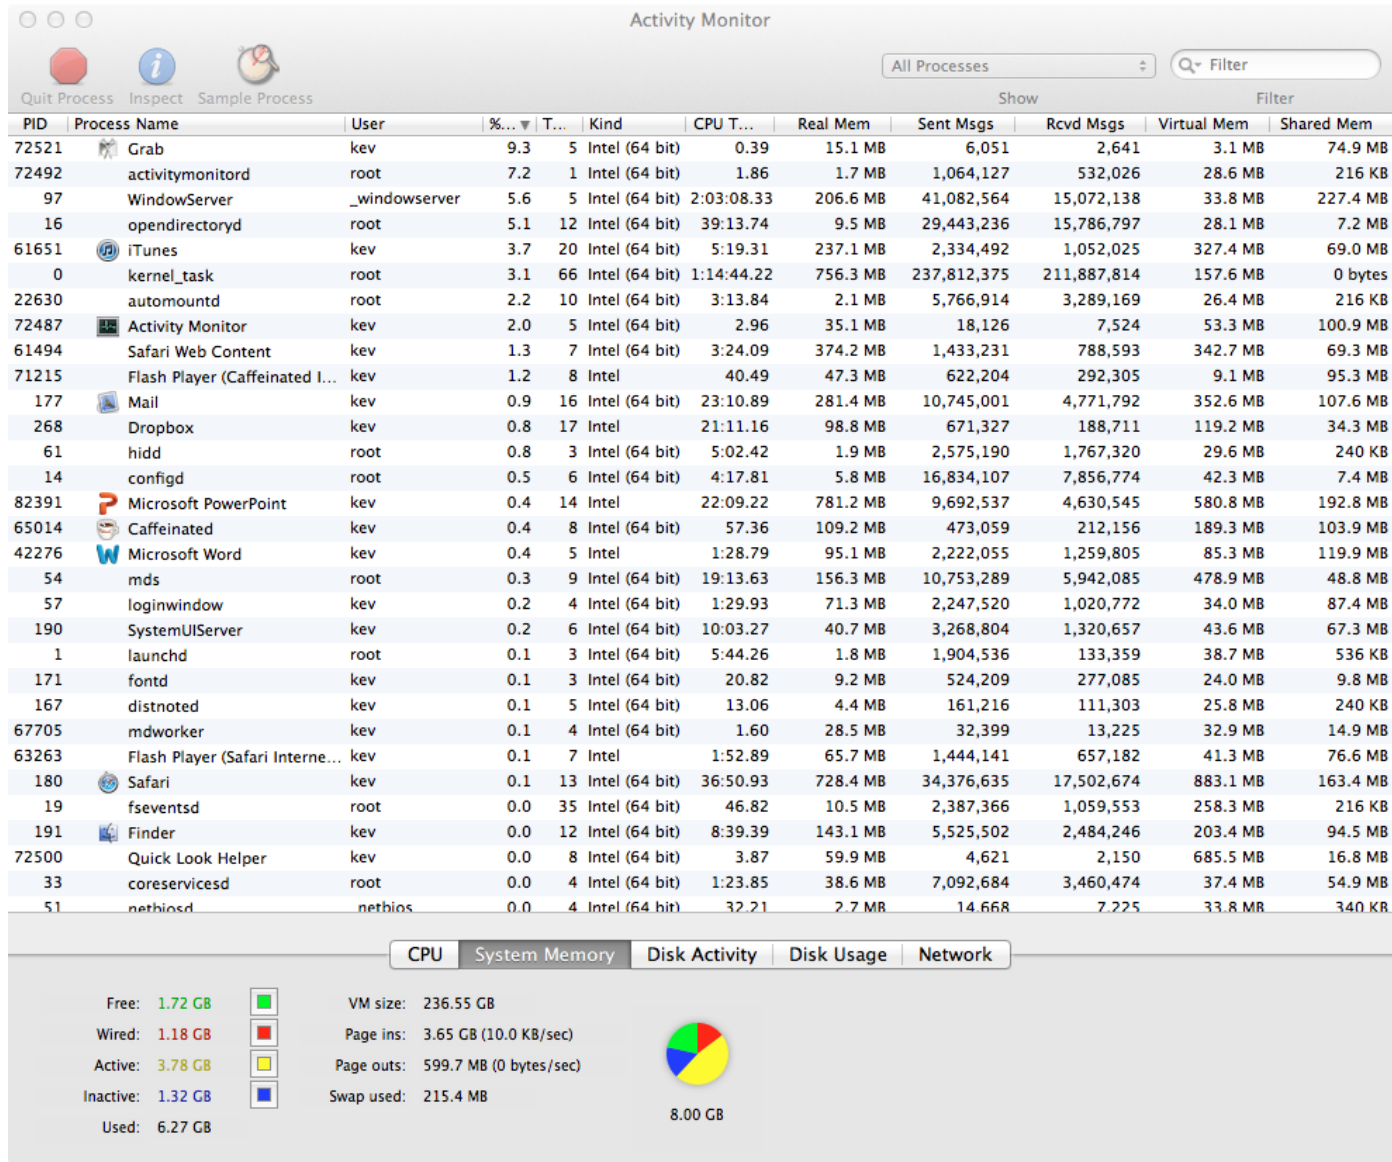 Activity Monitor
Quit Process Inspect Sample Process All Processes Show Filter Filter
PID Process Name User %... T... Kind CPU T... Real Mem Sent Msgs Rcvd Msgs Virtual Mem Shared Mem
72521 Grab kev 9.3 5 Intel (64 bit) 0.39 15.1 MB 6,051 2,641 3.1 MB 74.9 MB
72492 activitymonitord root 7.2 1 Intel (64 bit) 1.86 1.7 MB 1,064,127 532,026 28.6 MB 216 KB
97 WindowServer _windowserver 5.6 5 Intel (64 bit) 2:03:08.33 206.6 MB 41,082,564 15,072,138 33.8 MB 227.4 MB
16 opendirectoryd root 5.1 12 Intel (64 bit) 39:13.74 9.5 MB 29,443,236 15,786,797 28.1 MB 7.2 MB
61651 iTunes kev 3.7 20 Intel (64 bit) 5:19.31 237.1 MB 2,334,492 1,052,025 327.4 MB 69.0 MB
0 kernel_task root 3.1 66 Intel (64 bit) 1:14:44.22 756.3 MB 237,812,375 211,887,814 157.6 MB 0 bytes
22630 automountd root 2.2 10 Intel (64 bit) 3:13.84 2.1 MB 5,766,914 3,289,169 26.4 MB 216 KB
72487 Activity Monitor kev 2.0 5 Intel (64 bit) 2.96 35.1 MB 18,126 7,524 53.3 MB 100.9 MB
61494 Safari Web Content kev 1.3 7 Intel (64 bit) 3:24.09 374.2 MB 1,433,231 788,593 342.7 MB 69.3 MB
71215 Flash Player (Caffeinated I... kev 1.2 8 Intel 40.49 47.3 MB 622,204 292,305 9.1 MB 95.3 MB
177 Mail kev 0.9 16 Intel (64 bit) 23:10.89 281.4 MB 10,745,001 4,771,792 352.6 MB 107.6 MB
268 Dropbox kev 0.8 17 Intel 21:11.16 98.8 MB 671,327 188,711 119.2 MB 34.3 MB
61 hidd root 0.8 3 Intel (64 bit) 5:02.42 1.9 MB 2,575,190 1,767,320 29.6 MB 240 KB
14 configd root 0.5 6 Intel (64 bit) 4:17.81 5.8 MB 16,834,107 7,856,774 42.3 MB 7.4 MB
82391 Microsoft PowerPoint kev 0.4 14 Intel 22:09.22 781.2 MB 9,692,537 4,630,545 580.8 MB 192.8 MB
65014 Caffeinated kev 0.4 8 Intel (64 bit) 57.36 109.2 MB 473,059 212,156 189.3 MB 103.9 MB
42276 Microsoft Word kev 0.4 5 Intel 1:28.79 95.1 MB 2,222,055 1,259,805 85.3 MB 119.9 MB
54 mds root 0.3 9 Intel (64 bit) 19:13.63 156.3 MB 10,753,289 5,942,085 478.9 MB 48.8 MB
57 loginwindow kev 0.2 4 Intel (64 bit) 1:29.93 71.3 MB 2,247,520 1,020,772 34.0 MB 87.4 MB
190 SystemUIServer kev 0.2 6 Intel (64 bit) 10:03.27 40.7 MB 3,268,804 1,320,657 43.6 MB 67.3 MB
1 launchd root 0.1 3 Intel (64 bit) 5:44.26 1.8 MB 1,904,536 133,359 38.7 MB 536 KB
171 fontd kev 0.1 3 Intel (64 bit) 20.82 9.2 MB 524,209 277,085 24.0 MB 9.8 MB
167 distnoted kev 0.1 5 Intel (64 bit) 13.06 4.4 MB 161,216 111,303 25.8 MB 240 KB
67705 mdworker kev 0.1 4 Intel (64 bit) 1.60 28.5 MB 32,399 13,225 32.9 MB 14.9 MB
63263 Flash Player (Safari Interne... kev 0.1 7 Intel 1:52.89 65.7 MB 1,444,141 657,182 41.3 MB 76.6 MB
180 Safari kev 0.1 13 Intel (64 bit) 36:50.93 728.4 MB 34,376,635 17,502,674 883.1 MB 163.4 MB
19 fseventsd root 0.0 35 Intel (64 bit) 46.82 10.5 MB 2,387,366 1,059,553 258.3 MB 216 KB
191 Finder kev 0.0 12 Intel (64 bit) 8:39.39 143.1 MB 5,525,502 2,484,246 203.4 MB 94.5 MB
72500 Quick Look Helper kev 0.0 8 Intel (64 bit) 3.87 59.9 MB 4,621 2,150 685.5 MB 16.8 MB
33 coreservicesd root 0.0 4 Intel (64 bit) 1:23.85 38.6 MB 7,092,684 3,460,474 37.4 MB 54.9 MB
51 netbiosd _netbios 0.0 4 Intel (64 bit) 32.21 2.7 MB 14,668 7,225 33.8 MB 340 KB
CPU System Memory Disk Activity Disk Usage Network
Free: 1.72 GB VM size: 236.55 GB
Wired: 1.18 GB Page ins: 3.65 GB (10.0 KB/sec)
Active: 3.78 GB Page outs: 599.7 MB (0 bytes/sec)
Inactive: 1.32 GB Swap used: 215.4 MB
Used: 6.27 GB 8.00 GB